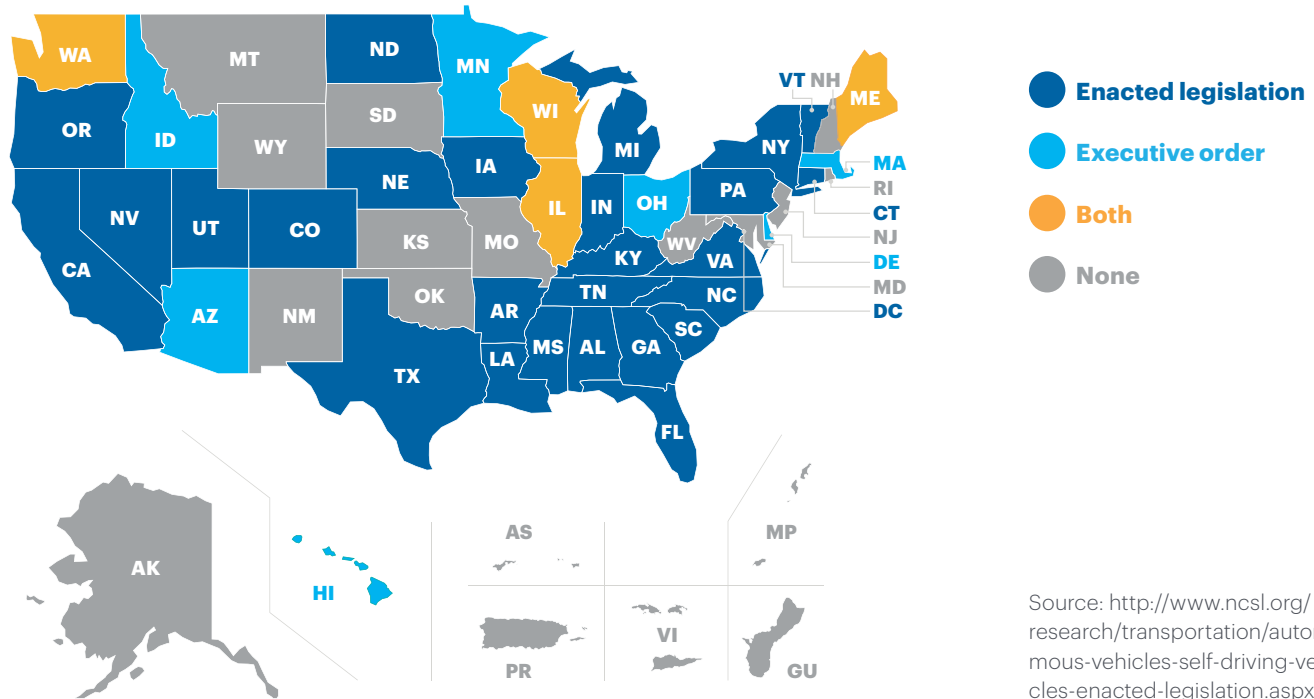 WA
MT
ND
MN
VT NH
ME
OR
ID
SD
WI
MI
NY
WY
IA
MA
NE
PA
RI
NV
UT
CO
IL
IN
OH
CT
CA
KS
MO
WV
NJ
KY
VA
DE
AZ
NM
OK
TN
NC
MD
AR
DC
MS
AL
GA
SC
LA
TX
FL
AK
HI
AS
MP
PR
VI
GU
Enacted legislation
Executive order
Both
None
Source: http://www.ncsl.org/
research/transportation/auto
mous-vehicles-self-driving-ve
cles-enacted-legislation.aspx